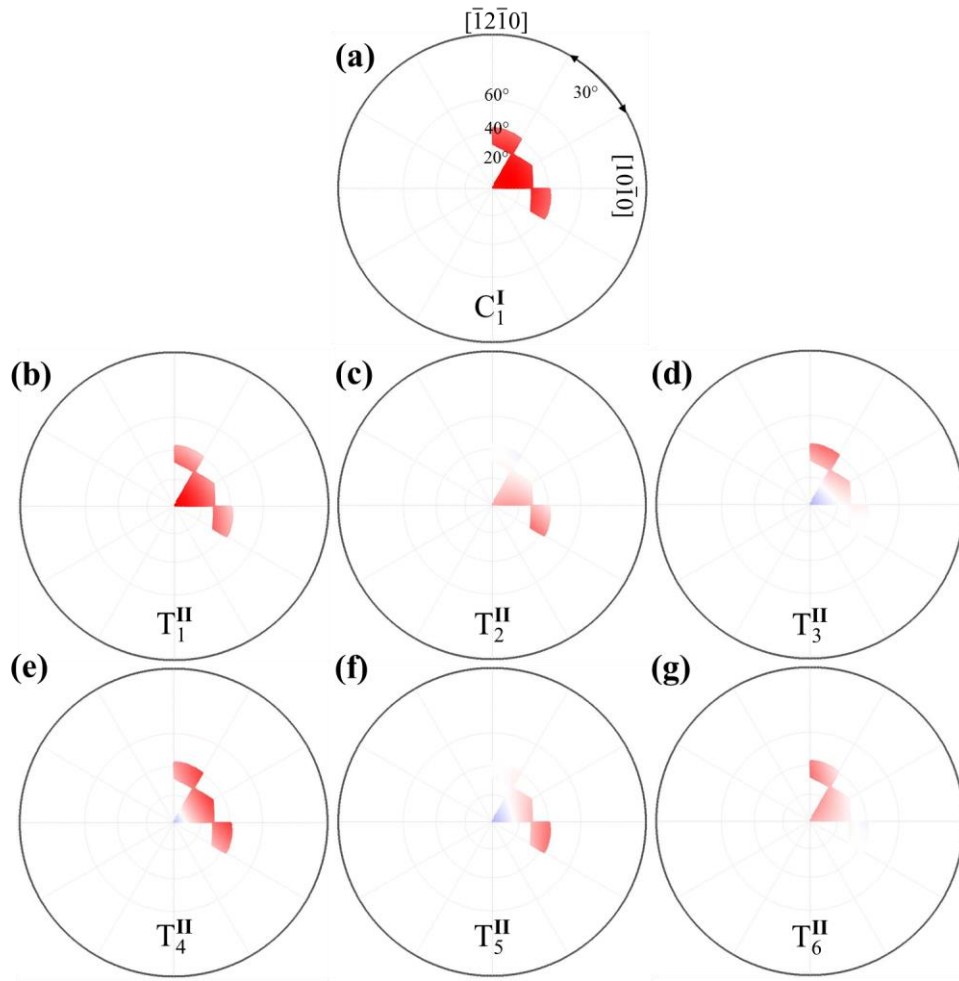 [1̅21̅0]
(a)
60°
30°
40°
20°
[101̅0]
C₁ᴵ
(b)
(c)
(d)
T₁ᴵᴵ
T₂ᴵᴵ
T₃ᴵᴵ
(e)
(f)
(g)
T₄ᴵᴵ
T₅ᴵᴵ
T₆ᴵᴵ